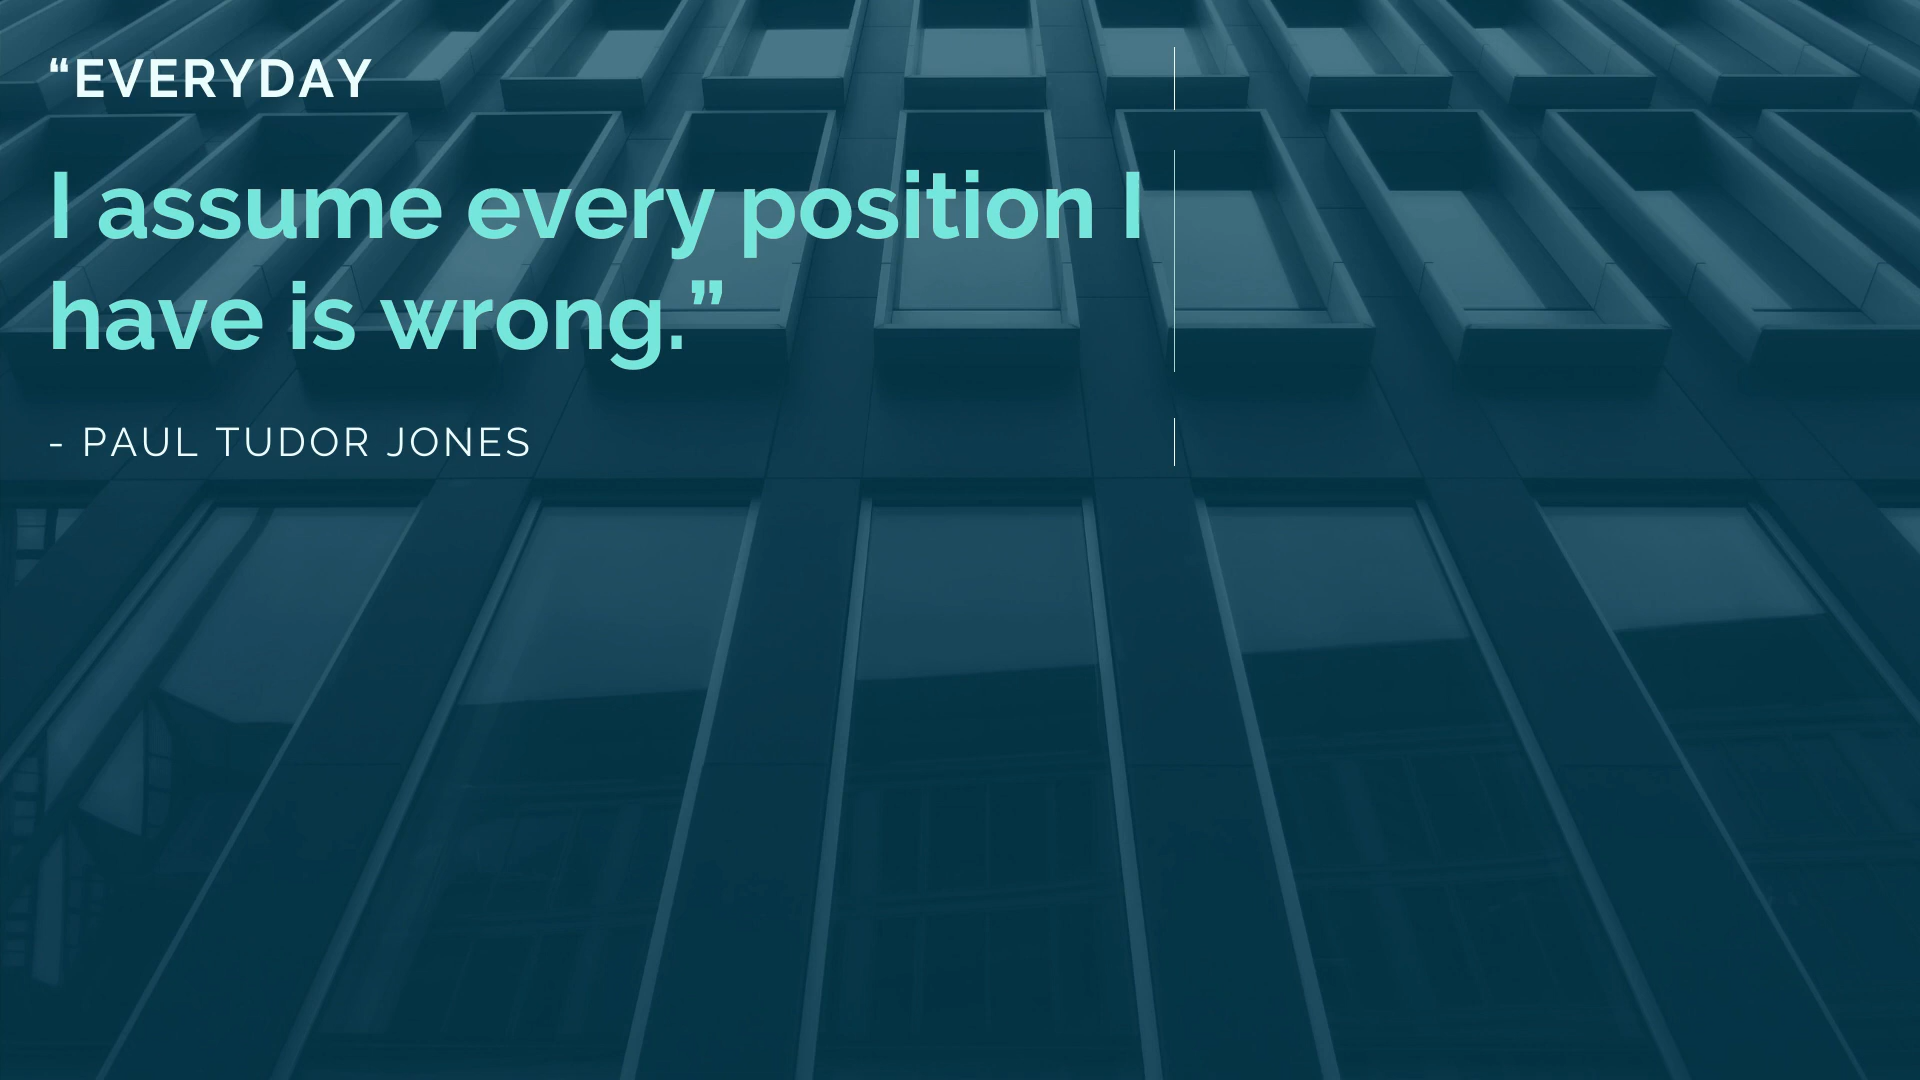 “EVERYDAY
I assume every position I
have is wrong.”
- PAUL TUDOR JONES